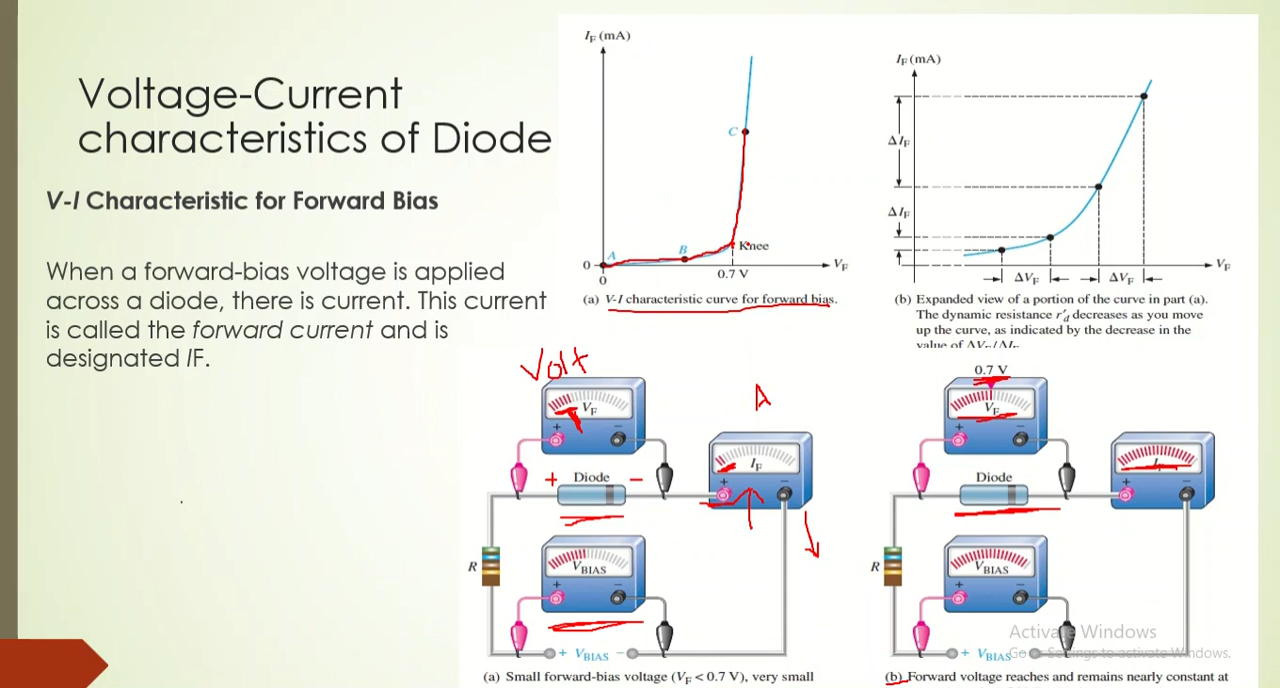 Voltage-Current
characteristics of Diode
V-I Characteristic for Forward Bias
When a forward-bias voltage is applied
across a diode, there is current. This current
is called the forward current and is
designated IF.
IF (mA)
C
A
B
Knee
0
0
0.7 V
VF
(a) V-I characteristic curve for forward bias.
IF (mA)
ΔIF
ΔIF
ΔVF
ΔVF
VF
(b) Expanded view of a portion of the curve in part (a).
The dynamic resistance r′d decreases as you move
up the curve, as indicated by the decrease in the
value of ΔVF/ΔIF.
Volt
A
VF
+ −
IF
+ −
+ Diode −
VBIAS
+ −
R
+ VBIAS −
(a) Small forward-bias voltage (VF < 0.7 V), very small
0.7 V
VF
+ −
+ −
Diode
VBIAS
+ −
R
+ VBIAS
Activate Windows
Go to Settings to activate Windows.
(b) Forward voltage reaches and remains nearly constant at